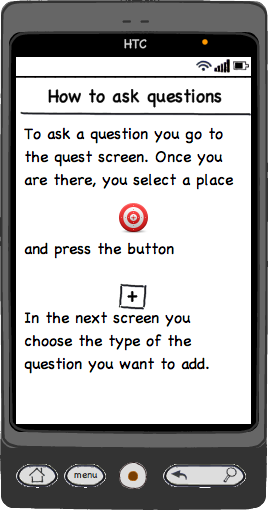 HTC
How to ask questions
To ask a question you go to
the quest screen. Once you
are there, you select a place
and press the button
+
In the next screen you
choose the type of the
question you want to add.
menu